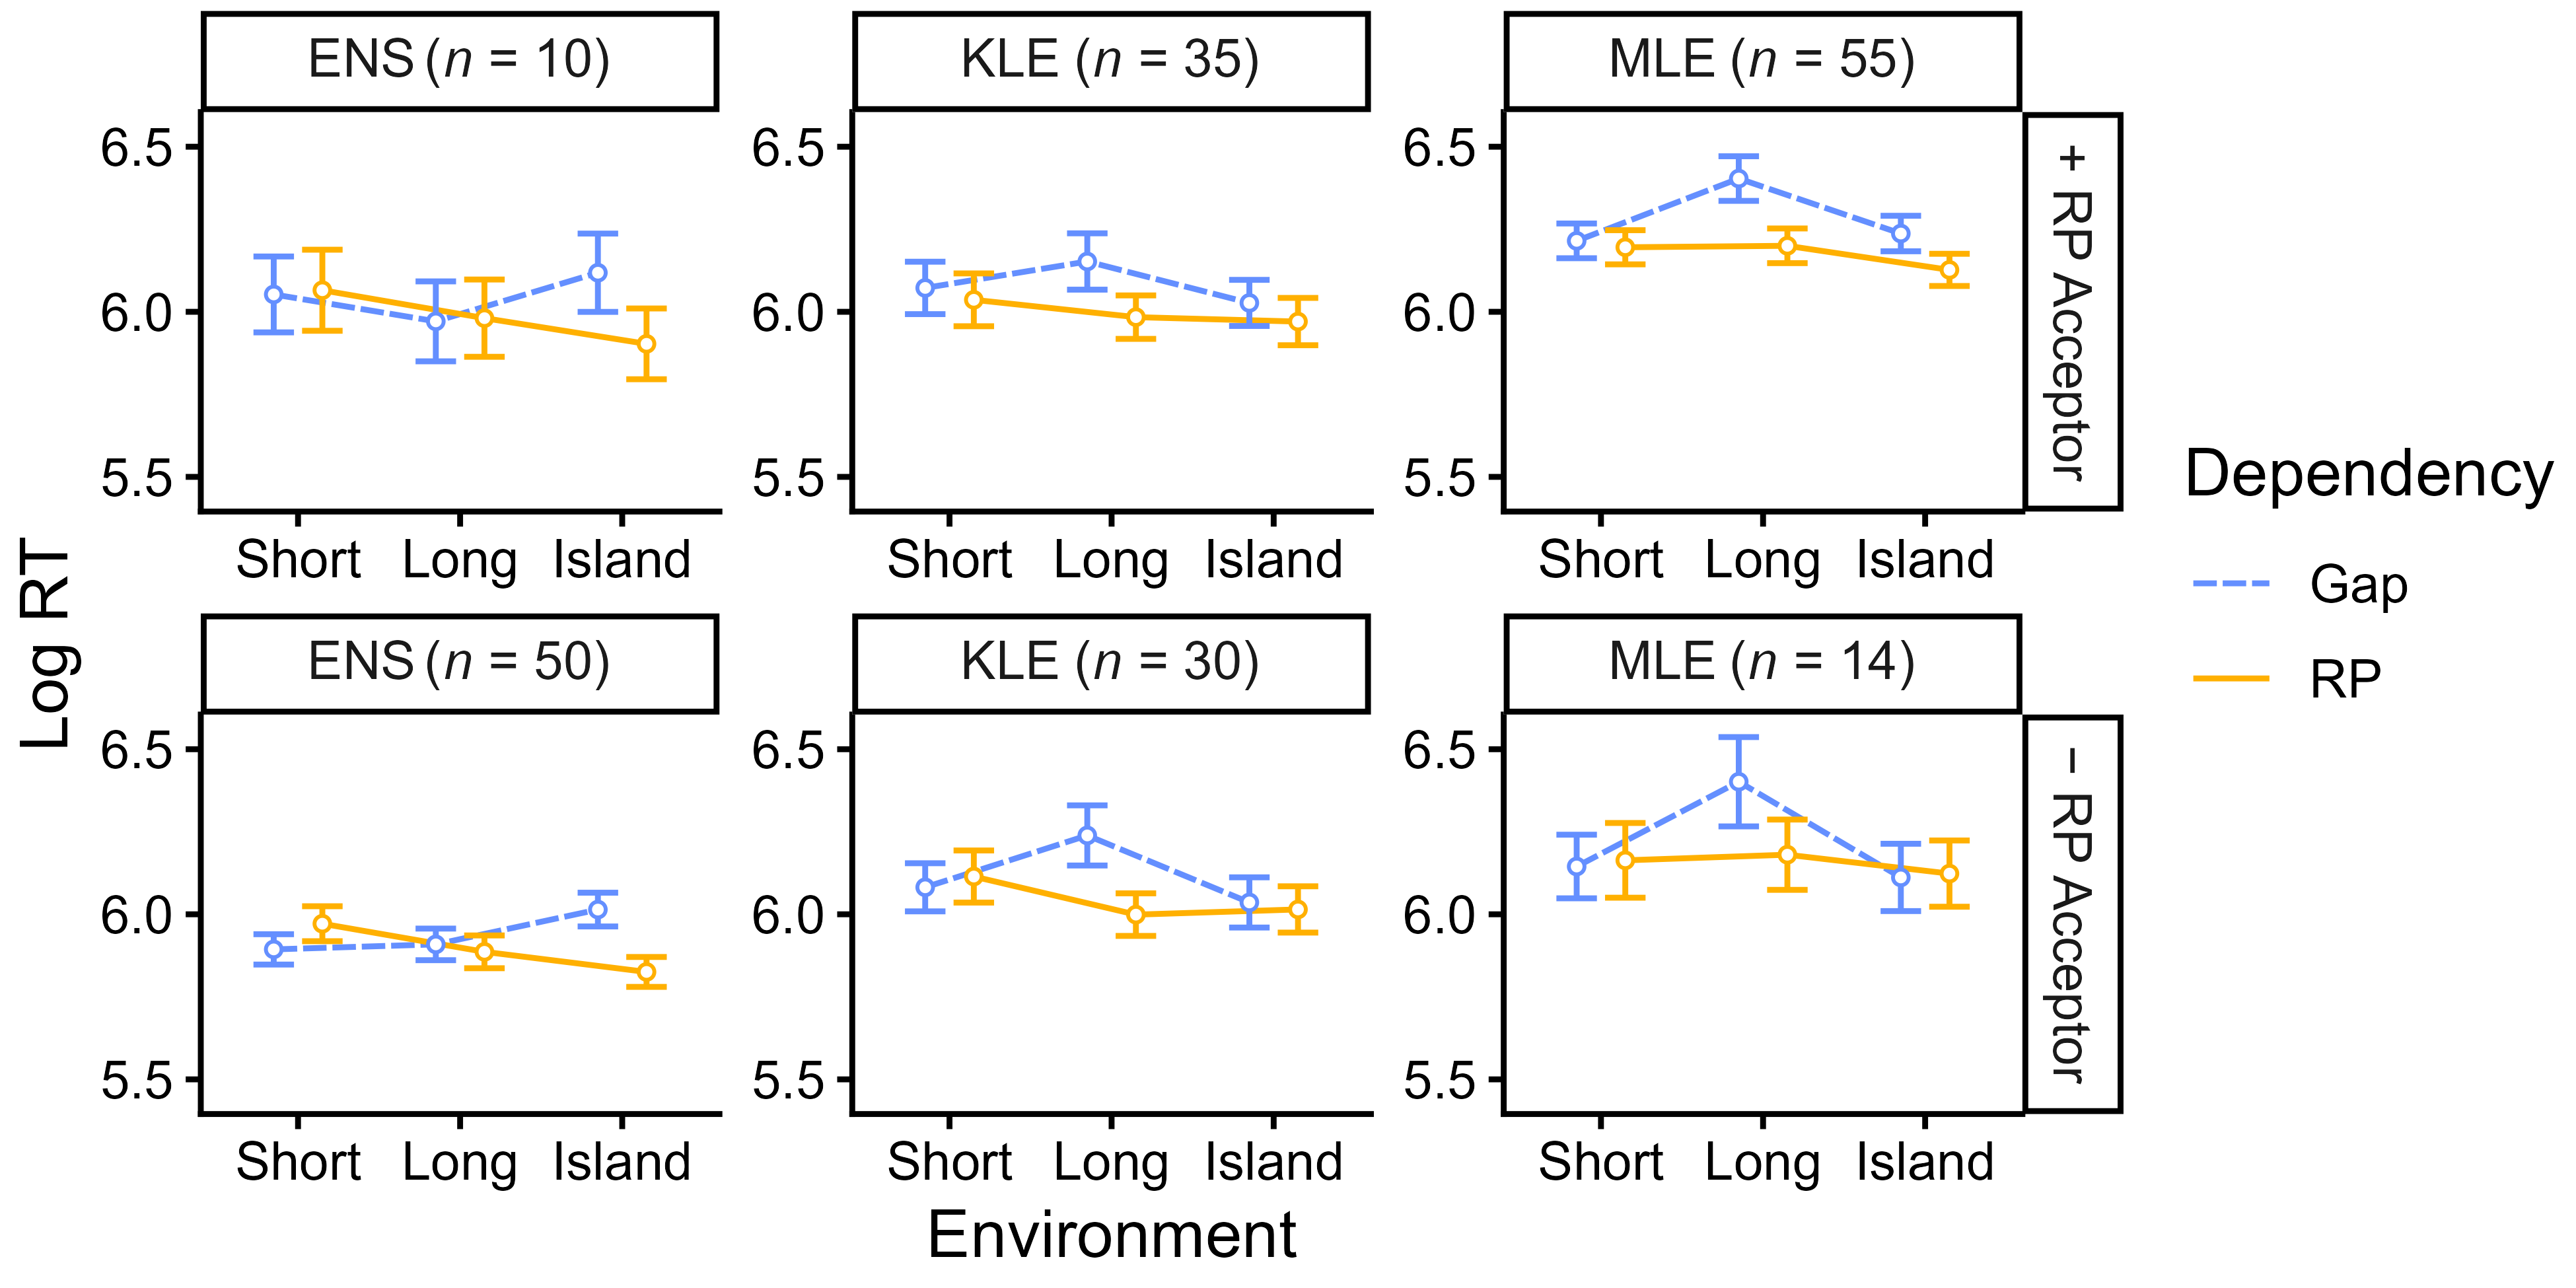 ENS (n = 10)
KLE (n = 35)
MLE (n = 55)
6.5
6.0
5.5
6.5
6.0
5.5
6.5
6.0
5.5
+ RP Acceptor
Short Long Island
Short Long Island
Short Long Island
Log RT
ENS (n = 50)
KLE (n = 30)
MLE (n = 14)
6.5
6.0
5.5
6.5
6.0
5.5
6.5
6.0
5.5
− RP Acceptor
Short Long Island
Short Long Island
Short Long Island
Environment
Dependency
Gap
RP